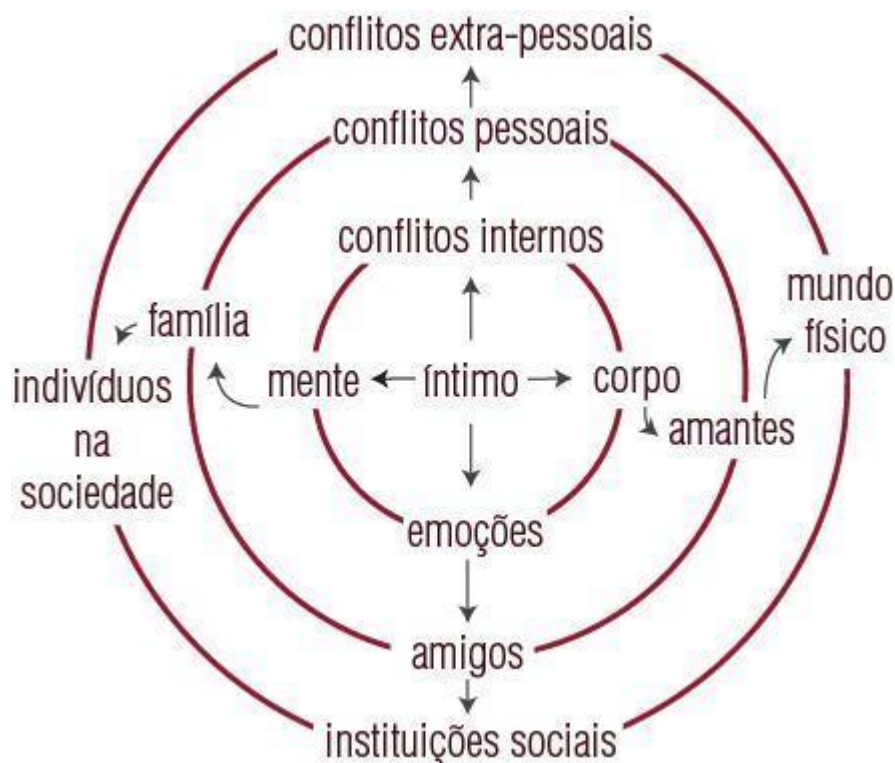 conflitos extra-pessoais
conflitos pessoais
conflitos internos
família
mundo
físico
indivíduos
na
sociedade
mente
íntimo
corpo
amantes
emoções
amigos
instituições sociais